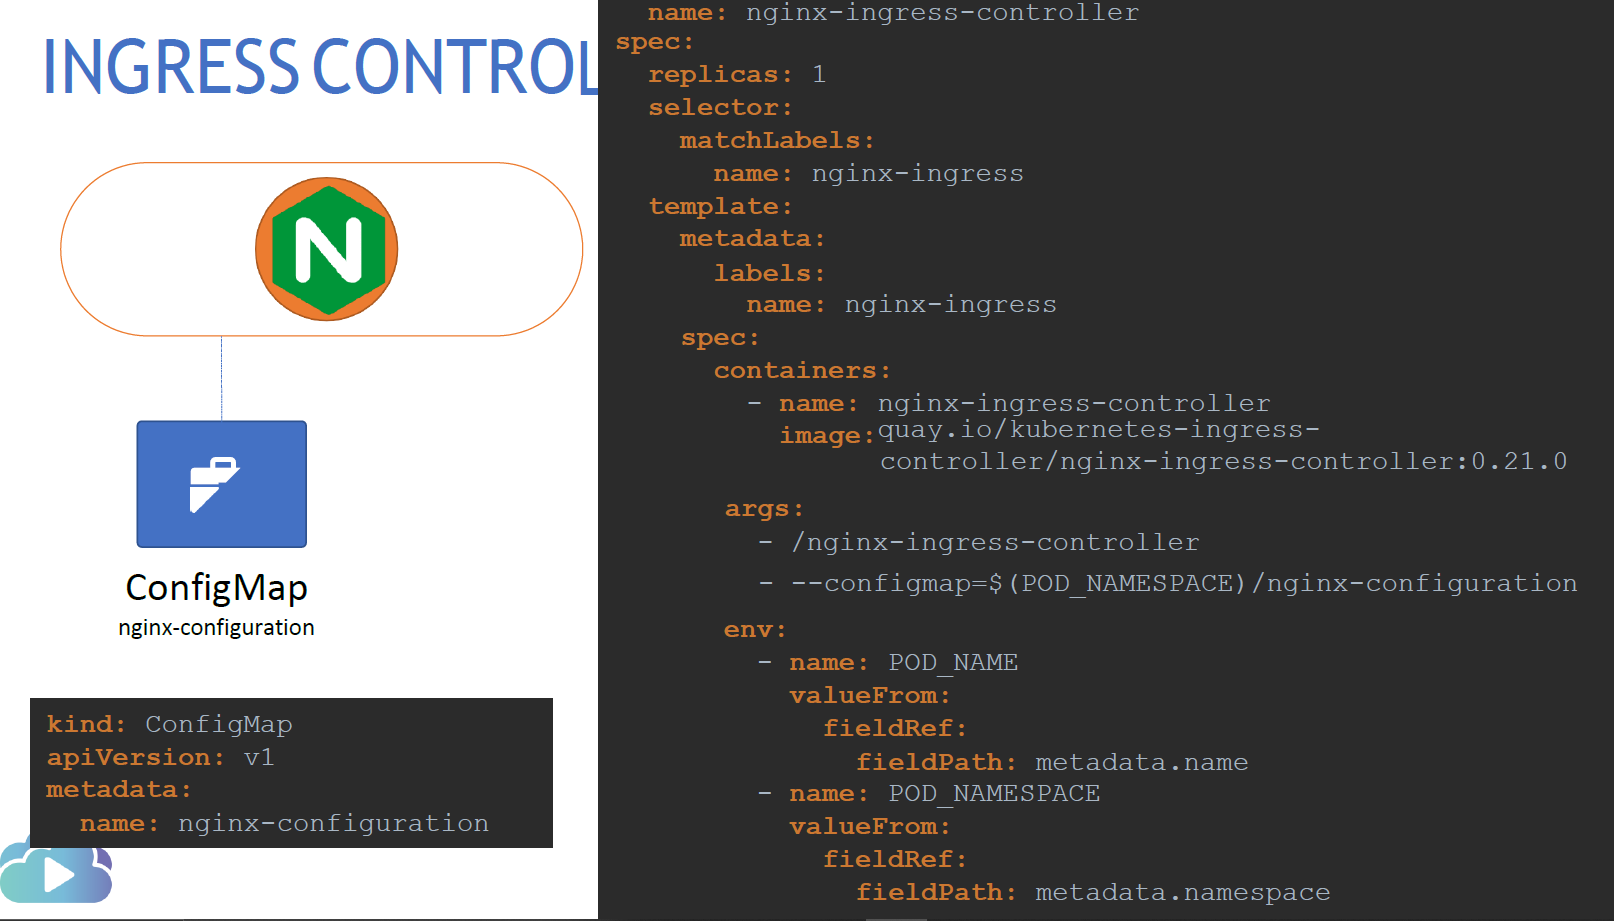 INGRESS CONTROL
ConfigMap
nginx-configuration
kind: ConfigMap
apiVersion: v1
metadata:
  name: nginx-configuration
  name: nginx-ingress-controller
spec:
  replicas: 1
  selector:
    matchLabels:
      name: nginx-ingress
  template:
    metadata:
      labels:
        name: nginx-ingress
    spec:
      containers:
        - name: nginx-ingress-controller
          image: quay.io/kubernetes-ingress-
controller/nginx-ingress-controller:0.21.0
      args:
        - /nginx-ingress-controller
        - --configmap=$(POD_NAMESPACE)/nginx-configuration
      env:
        - name: POD_NAME
          valueFrom:
            fieldRef:
              fieldPath: metadata.name
        - name: POD_NAMESPACE
          valueFrom:
            fieldRef:
              fieldPath: metadata.namespace